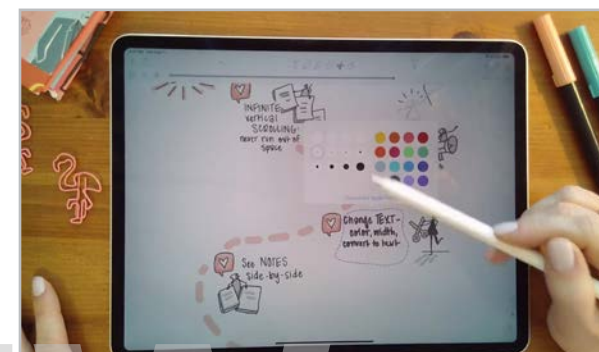 INFINITE
vertical
SCROLLING-
never run out of
space
Change TEXT-
color, width,
convert to text
See NOTES
side-by-side